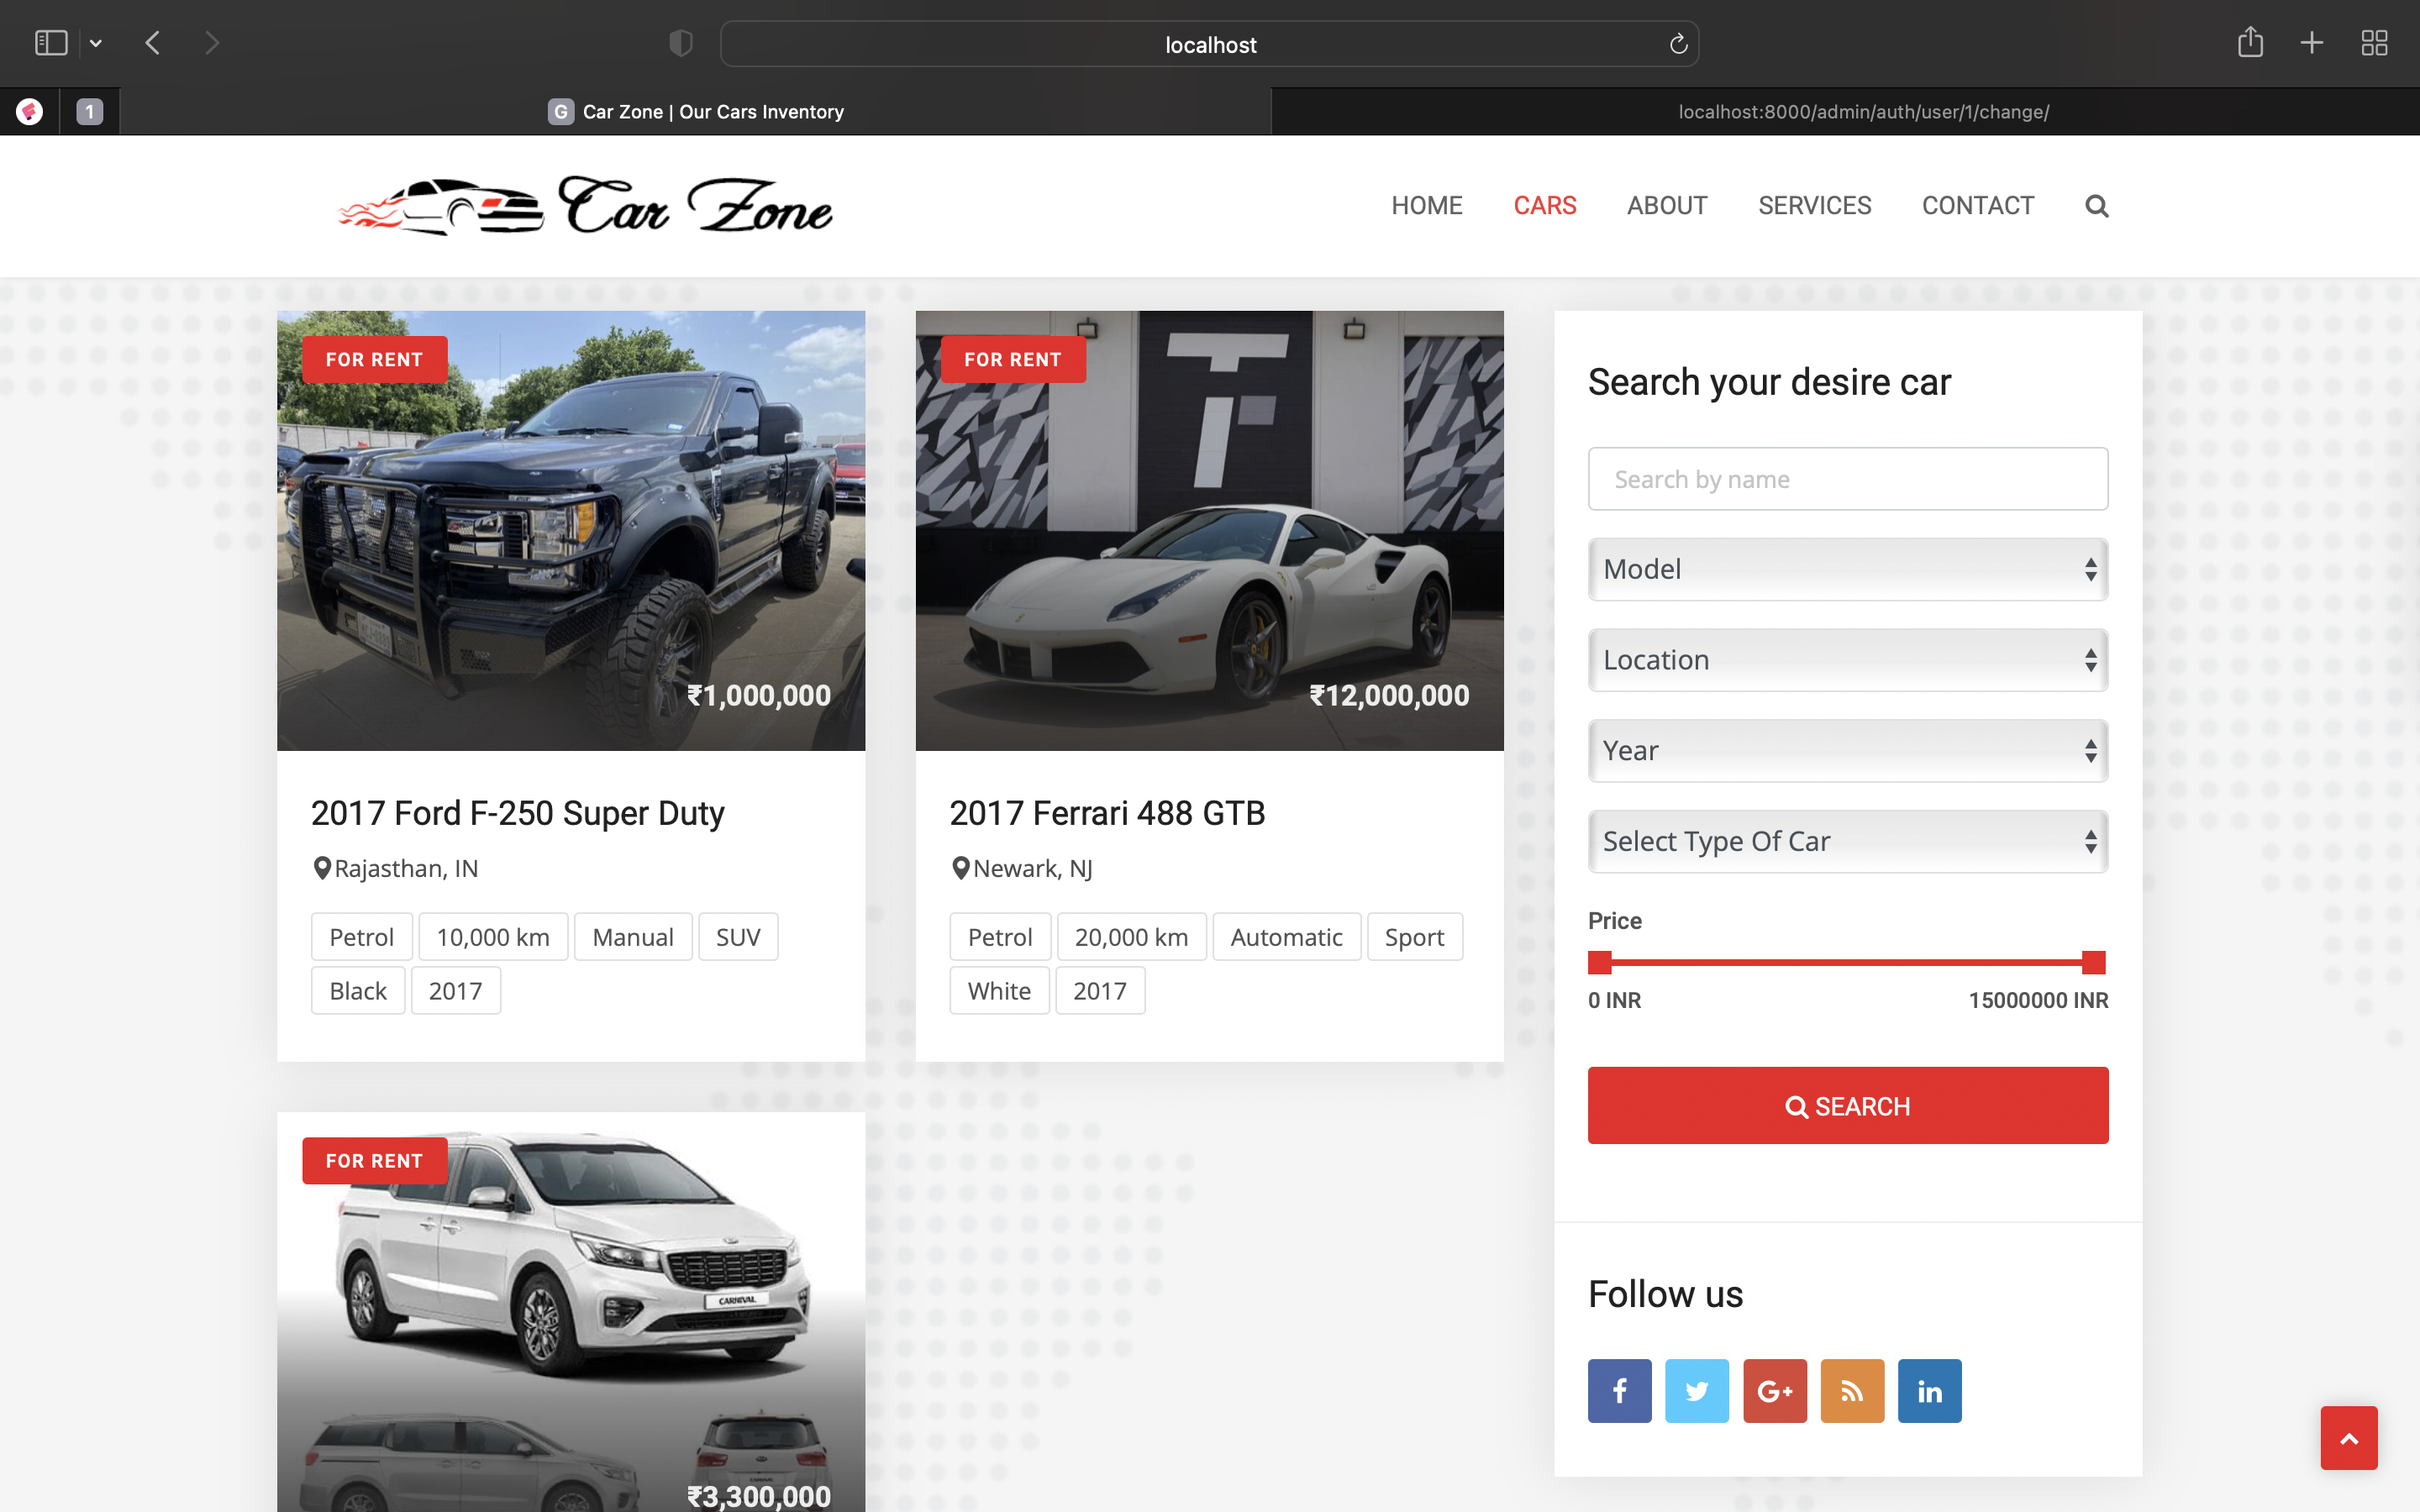 localhost
1
G Car Zone | Our Cars Inventory
localhost:8000/admin/auth/user/1/change/
Car Zone
HOME CARS ABOUT SERVICES CONTACT
FOR RENT
₹1,000,000
2017 Ford F-250 Super Duty
Rajasthan, IN
Petrol 10,000 km Manual SUV
Black 2017
FOR RENT
₹12,000,000
2017 Ferrari 488 GTB
Newark, NJ
Petrol 20,000 km Automatic Sport
White 2017
FOR RENT
CARNIVAL
₹3,300,000
Search your desire car
Search by name
Model
Location
Year
Select Type Of Car
Price
0 INR 15000000 INR
SEARCH
Follow us
f G+ in